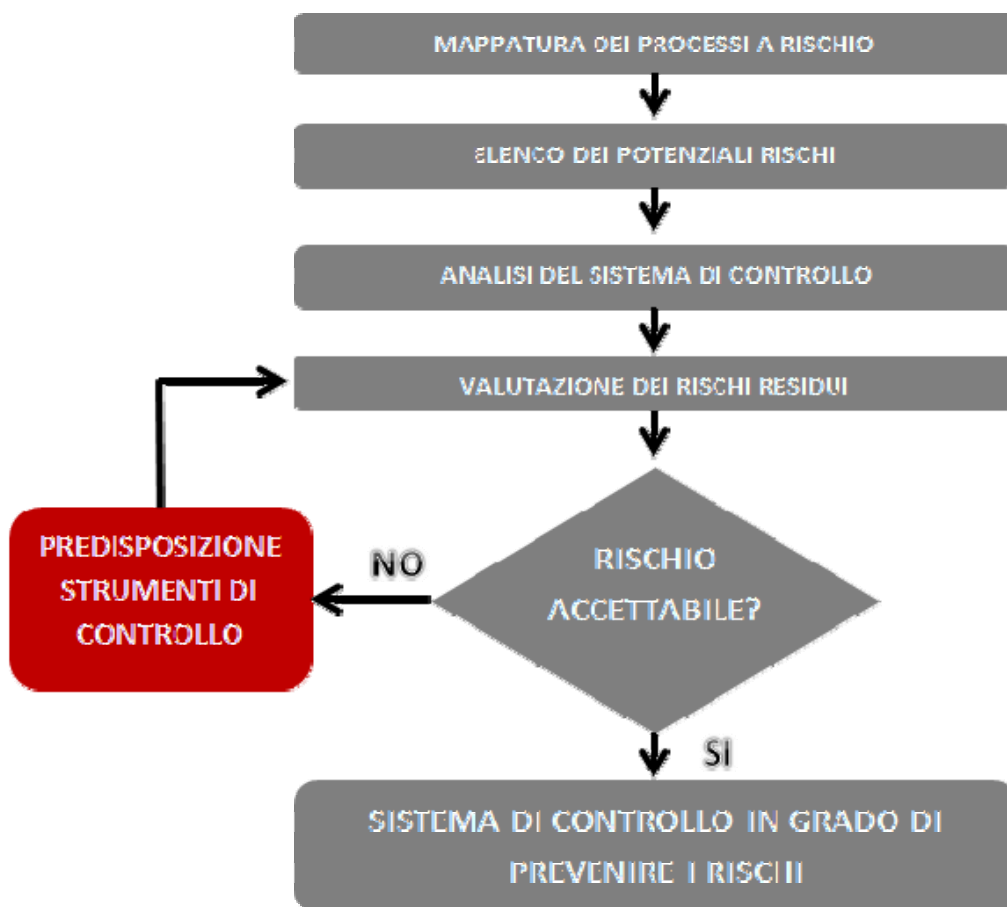 MAPPATURA DEI PROCESSI A RISCHIO
ELENCO DEI POTENZIALI RISCHI
ANALISI DEL SISTEMA DI CONTROLLO
VALUTAZIONE DEI RISCHI RESIDUI
PREDISPOSIZIONE
STRUMENTI DI
CONTROLLO
NO
RISCHIO
ACCETTABILE?
SI
SISTEMA DI CONTROLLO IN GRADO DI
PREVENIRE I RISCHI